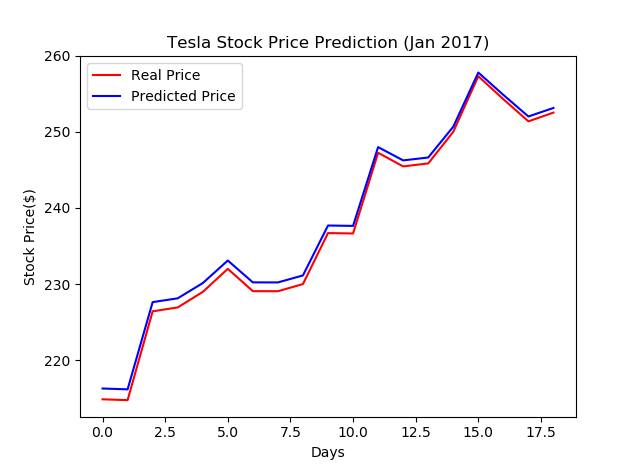 Tesla Stock Price Prediction (Jan 2017)
Real Price
Predicted Price
Stock Price($)
260
250
240
230
220
0.0 2.5 5.0 7.5 10.0 12.5 15.0 17.5
Days